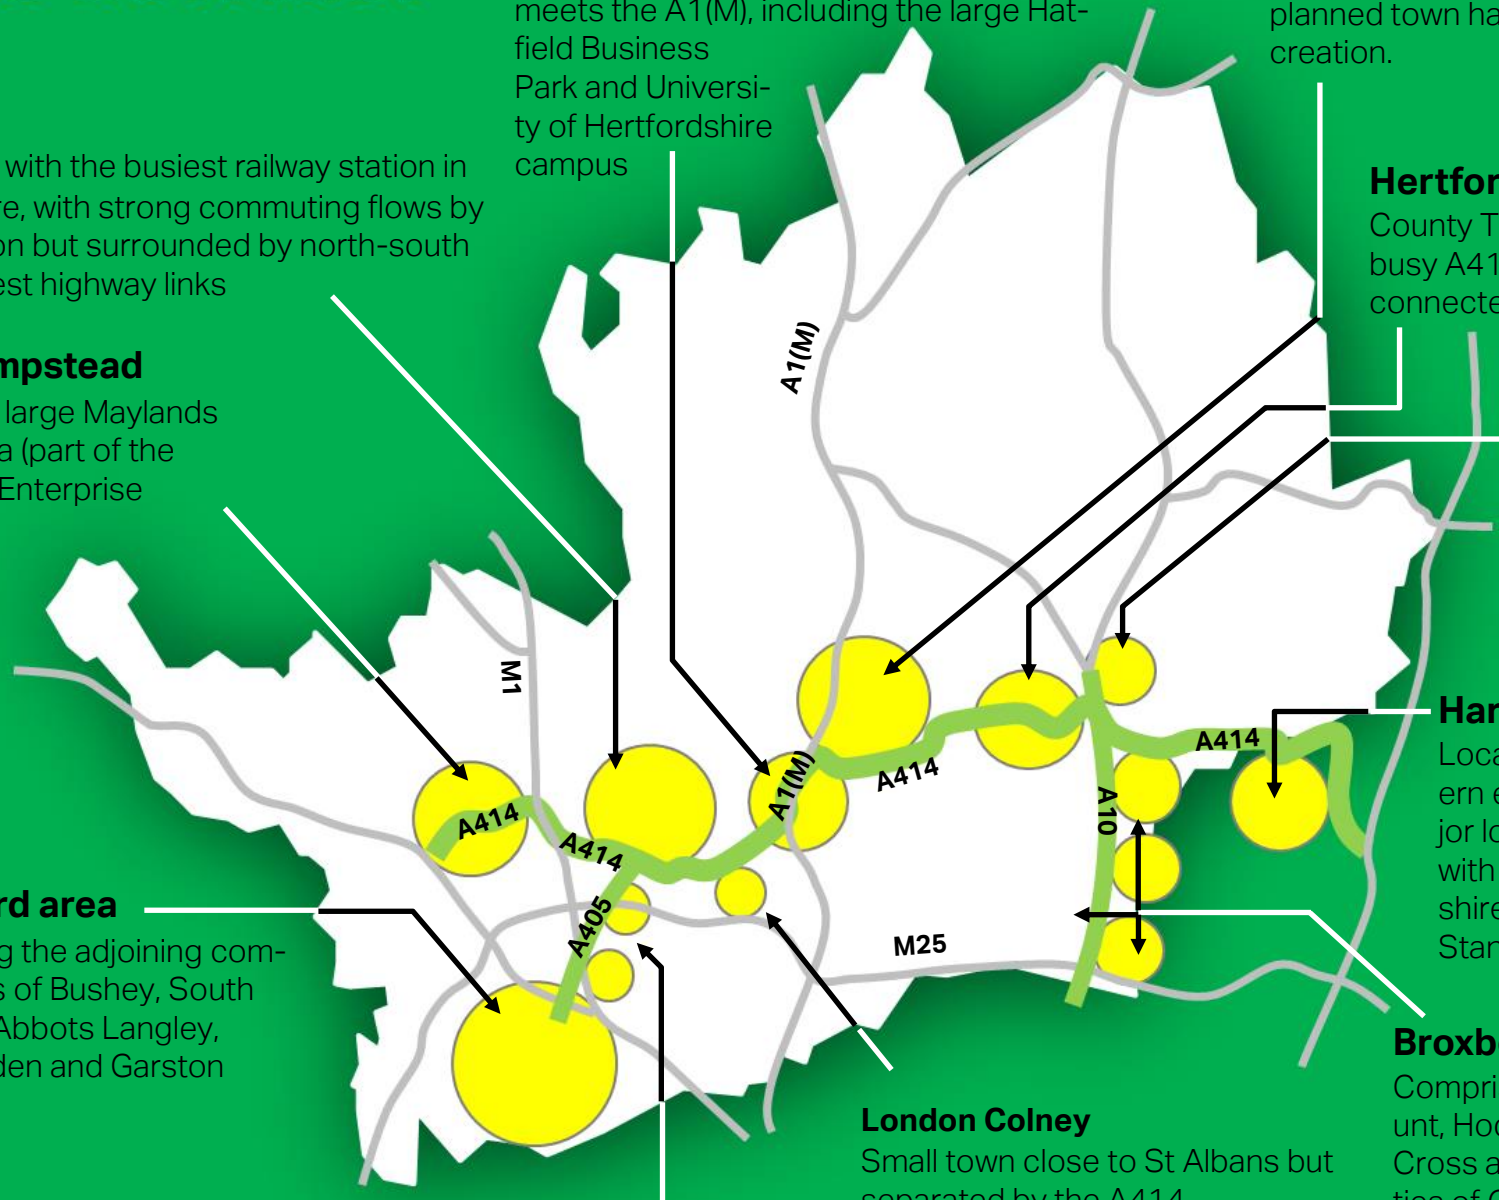 meets the A1(M), including the large Hat-
field Business
Park and Universi-
ty of Hertfordshire
campus
planned town ha
creation.
with the busiest railway station in
re, with strong commuting flows by
on but surrounded by north-south
est highway links
Hertfor
County T
busy A41
connecte
mpstead
large Maylands
a (part of the
Enterprise
A1(M)
M1
Har
Loca
ern e
jor lo
with
shire
Stan
A414
A414
A1(M)
A414
A10
A414
A405
M25
rd area
g the adjoining com-
s of Bushey, South
Abbots Langley,
den and Garston
London Colney
Small town close to St Albans but
separated by the A414
Broxb
Compri
unt, Hod
Cross a